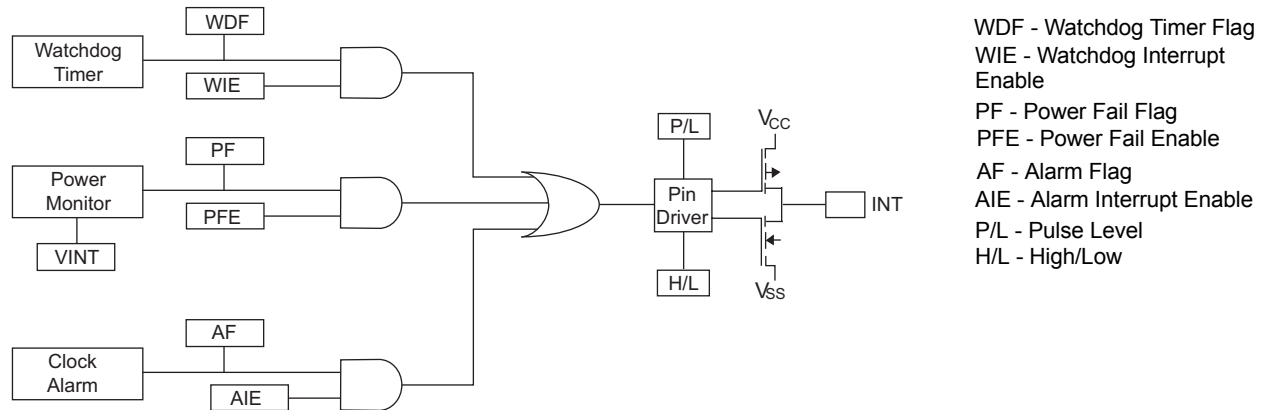 WDF
Watchdog
Timer
WIE
PF
Power
Monitor
PFE
VINT
AF
Clock
Alarm
AIE
P/L
Pin
Driver
H/L
VCC
VSS
INT
WDF - Watchdog Timer Flag
WIE - Watchdog Interrupt
Enable
PF - Power Fail Flag
PFE - Power Fail Enable
AF - Alarm Flag
AIE - Alarm Interrupt Enable
P/L - Pulse Level
H/L - High/Low